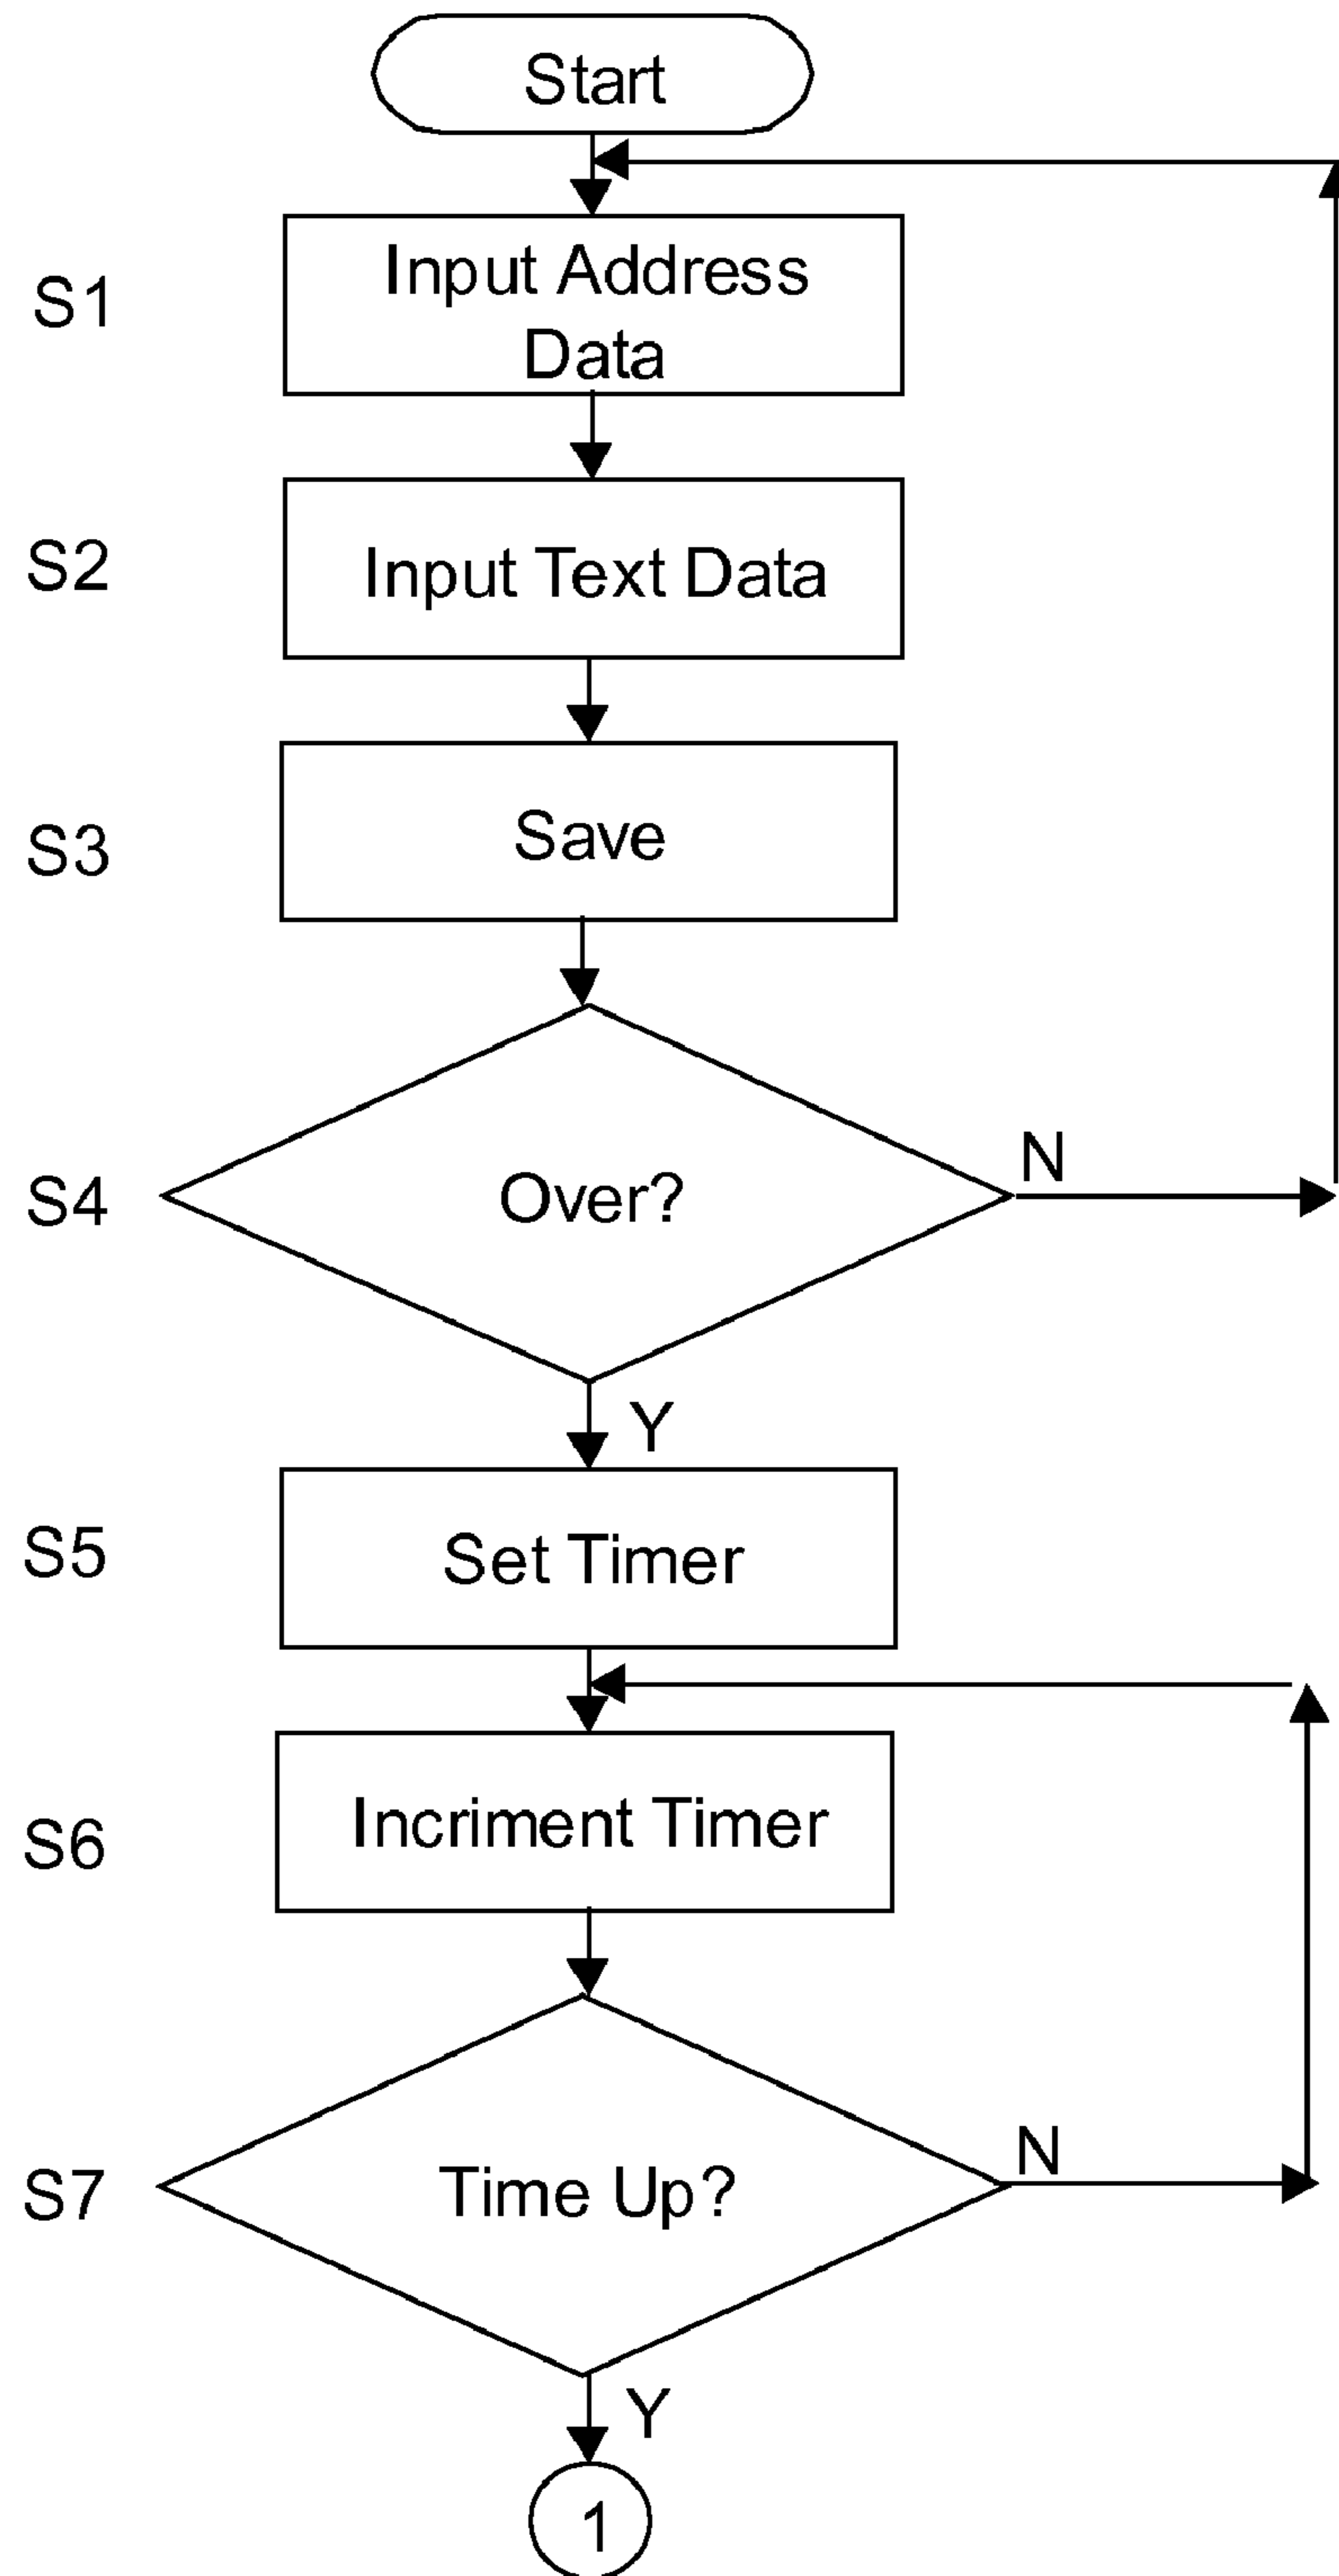 Start
S1
Input Address
Data
S2
Input Text Data
S3
Save
S4
Over?
N
Y
S5
Set Timer
S6
Incriment Timer
S7
Time Up?
N
Y
1